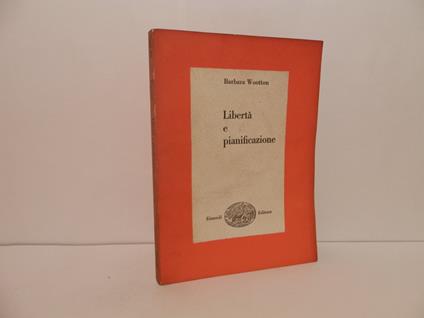 Barbara Wootton
Libertà
e
pianificazione
Einaudi Editore